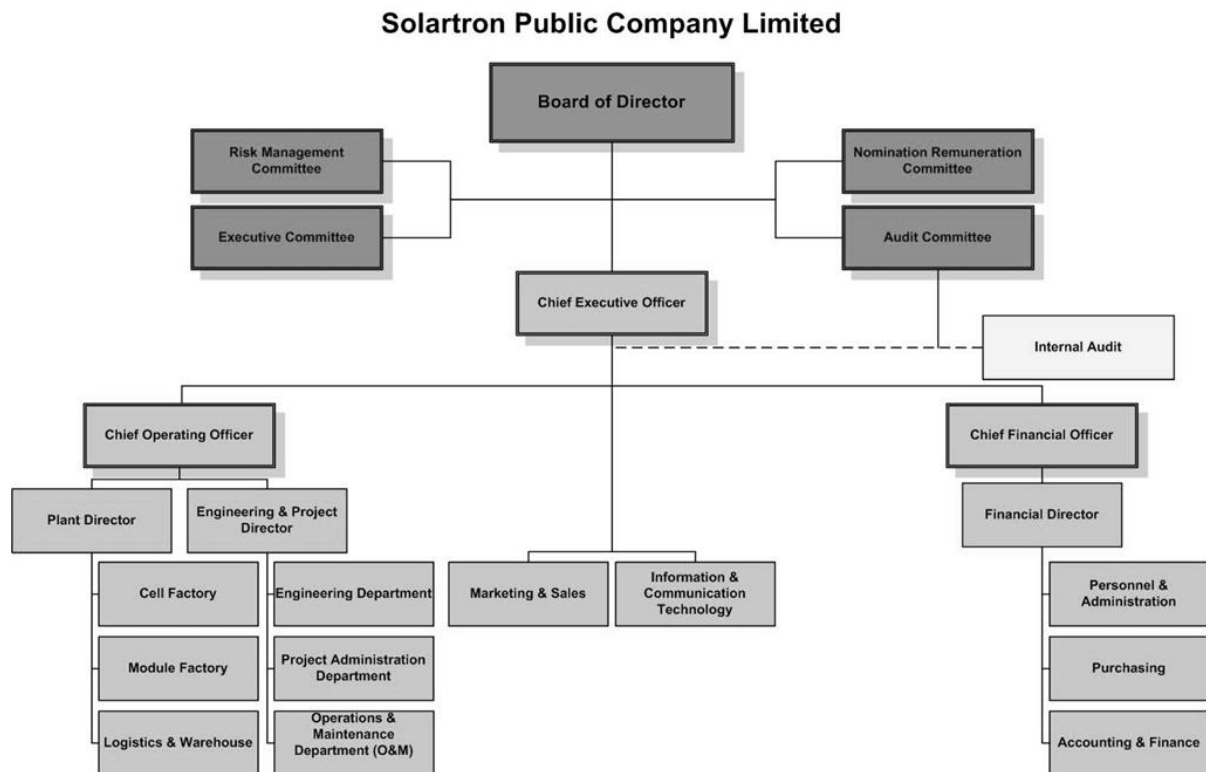 Solartron Public Company Limited
Board of Director
Risk Management
Committee
Nomination Remuneration
Committee
Executive Committee
Audit Committee
Chief Executive Officer
Internal Audit
Chief Operating Officer
Chief Financial Officer
Plant Director
Engineering & Project
Director
Financial Director
Cell Factory
Engineering Department
Marketing & Sales
Information &
Communication
Technology
Personnel &
Administration
Module Factory
Project Administration
Department
Purchasing
Logistics & Warehouse
Operations &
Maintenance
Department (O&M)
Accounting & Finance